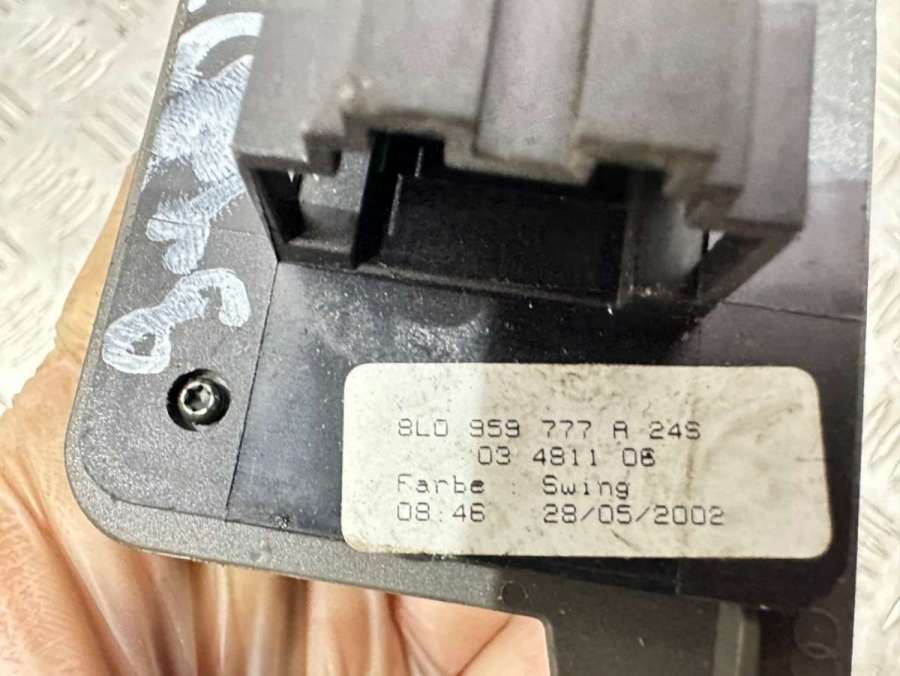 8L0 959 777 A 24S
03 4811 06
Farbe : Swing
08:46 28/05/2002